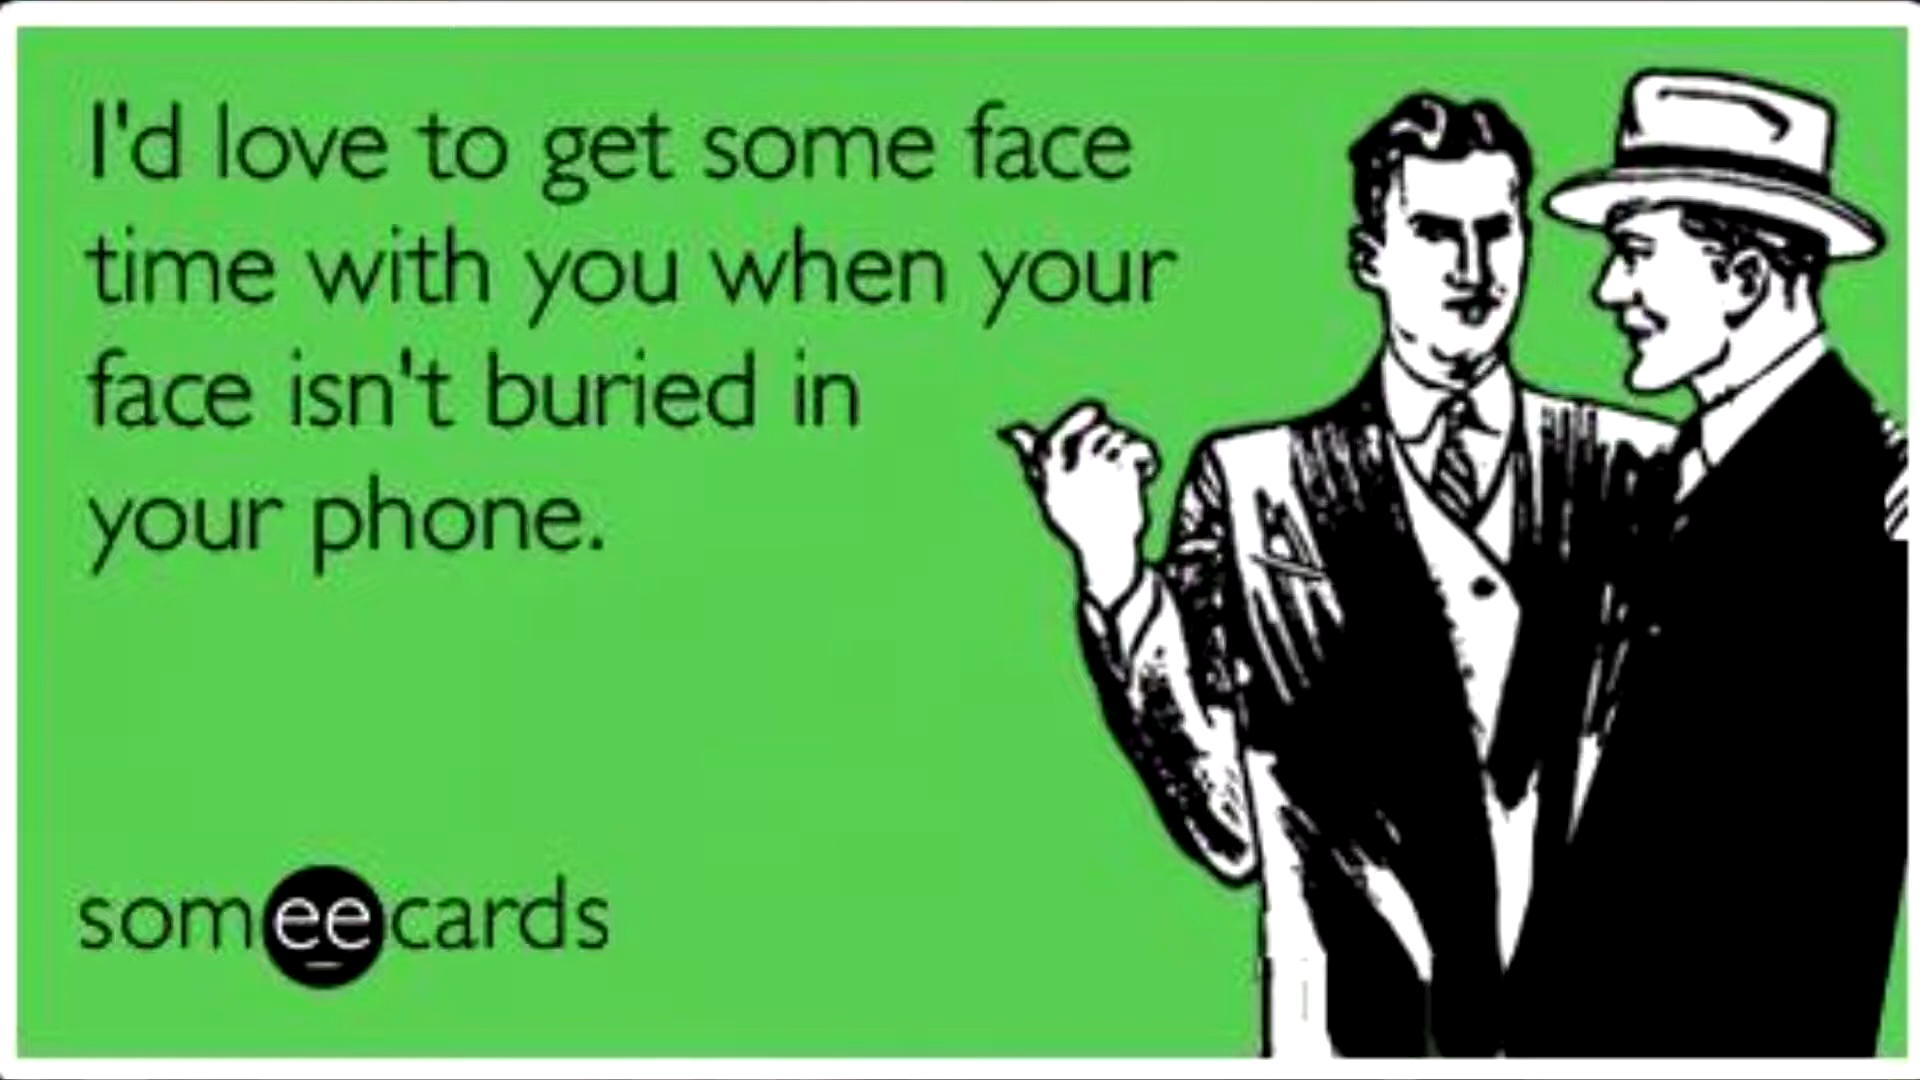 I'd love to get some face
time with you when your
face isn't buried in
your phone.
someecards